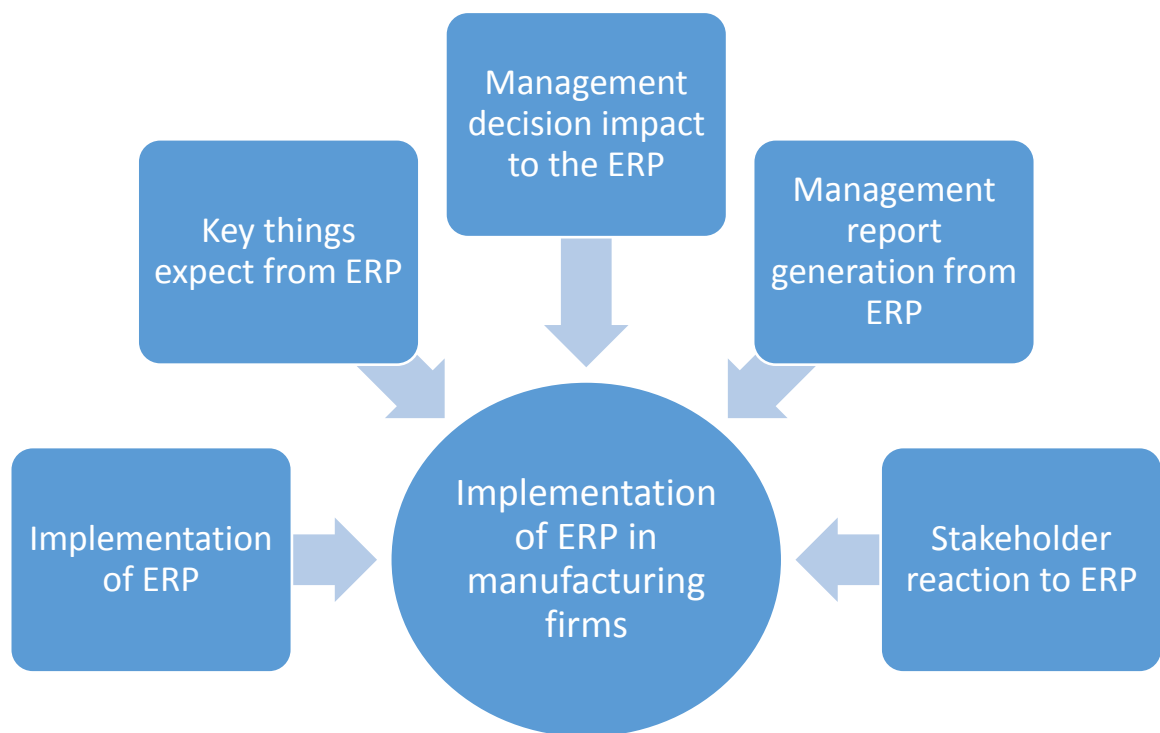 Management
decision impact
to the ERP
Key things
expect from ERP
Management
report
generation from
ERP
Implementation
of ERP
Implementation
of ERP in
manufacturing
firms
Stakeholder
reaction to ERP